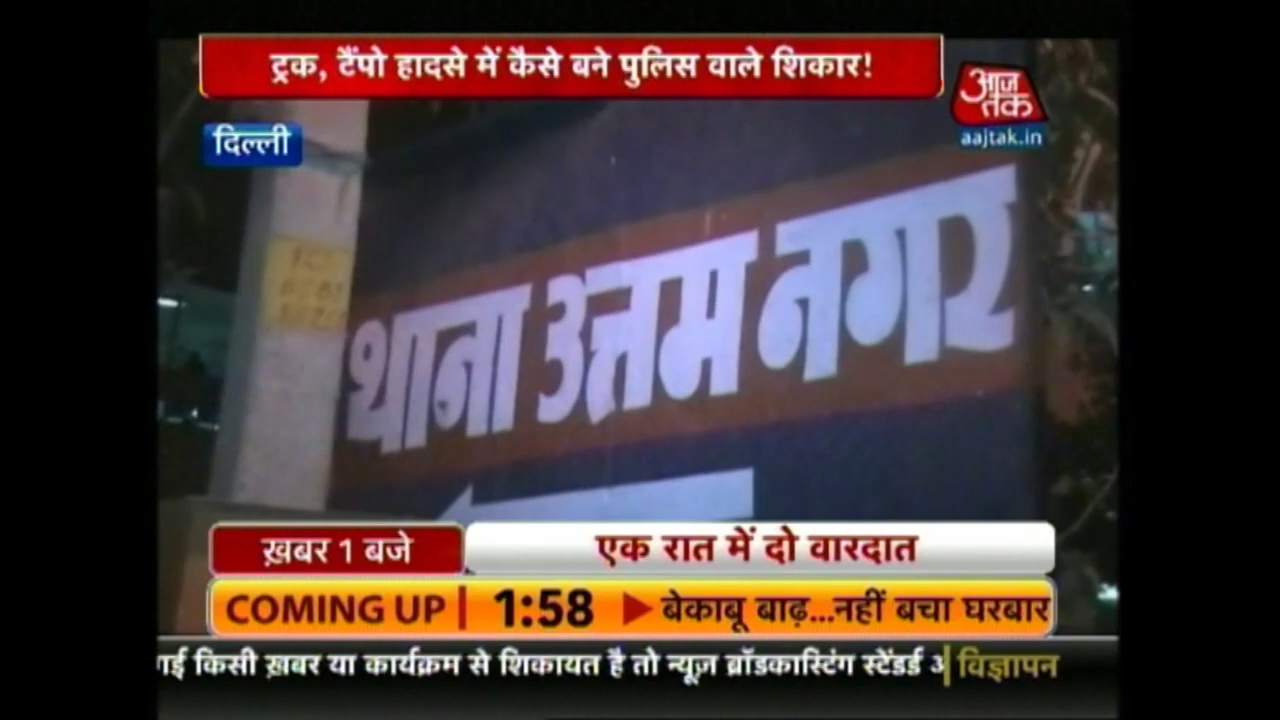 ट्रक, टैंपो हादसे में कैसे बने पुलिस वाले शिकार!
आज तक
aajtak.in
दिल्ली
थाना उत्तम नगर
ख़बर 1 बजे
एक रात में दो वारदात
COMING UP 1:58 बेकाबू बाढ़...नहीं बचा घरबार
गई किसी ख़बर या कार्यक्रम से शिकायत है तो न्यूज़ ब्रॉडकास्टिंग स्टेंडर्ड
विज्ञापन